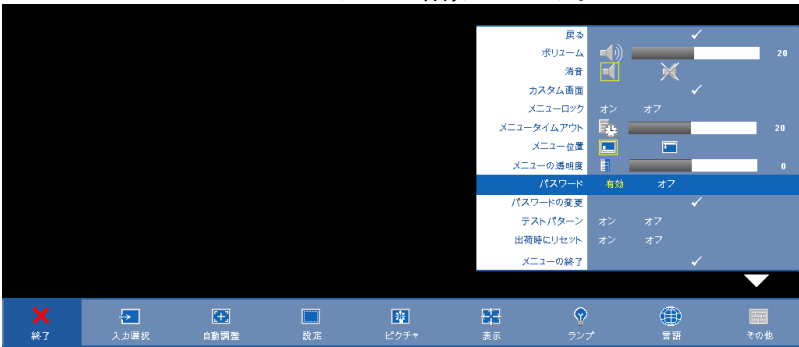 戻る
ボリューム 20
消音
カスタム画面
メニューロック オン オフ
メニュータイムアウト 20
メニュー位置
メニューの透明度 0
パスワード 有効 オフ
パスワードの変更
テストパターン オン オフ
出荷時にリセット オン オフ
メニューの終了
終了 入力選択 自動調整 設定 ピクチャ 表示 ランプ 言語 その他